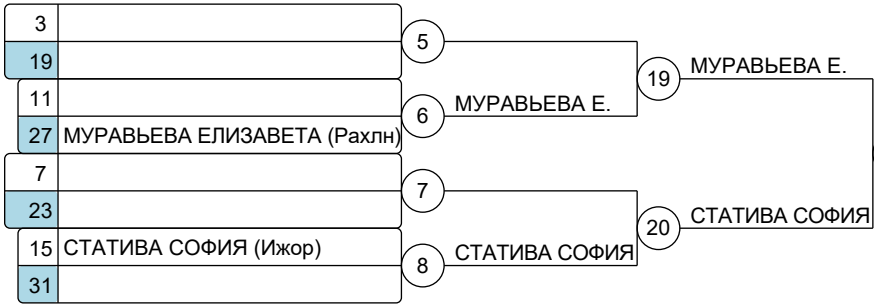 3
5
19
19
МУРАВЬЕВА Е.
11
6
МУРАВЬЕВА Е.
27 МУРАВЬЕВА ЕЛИЗАВЕТА (Рахлн)
7
7
23
20
СТАТИВА СОФИЯ
15 СТАТИВА СОФИЯ (Ижор)
8
СТАТИВА СОФИЯ
31